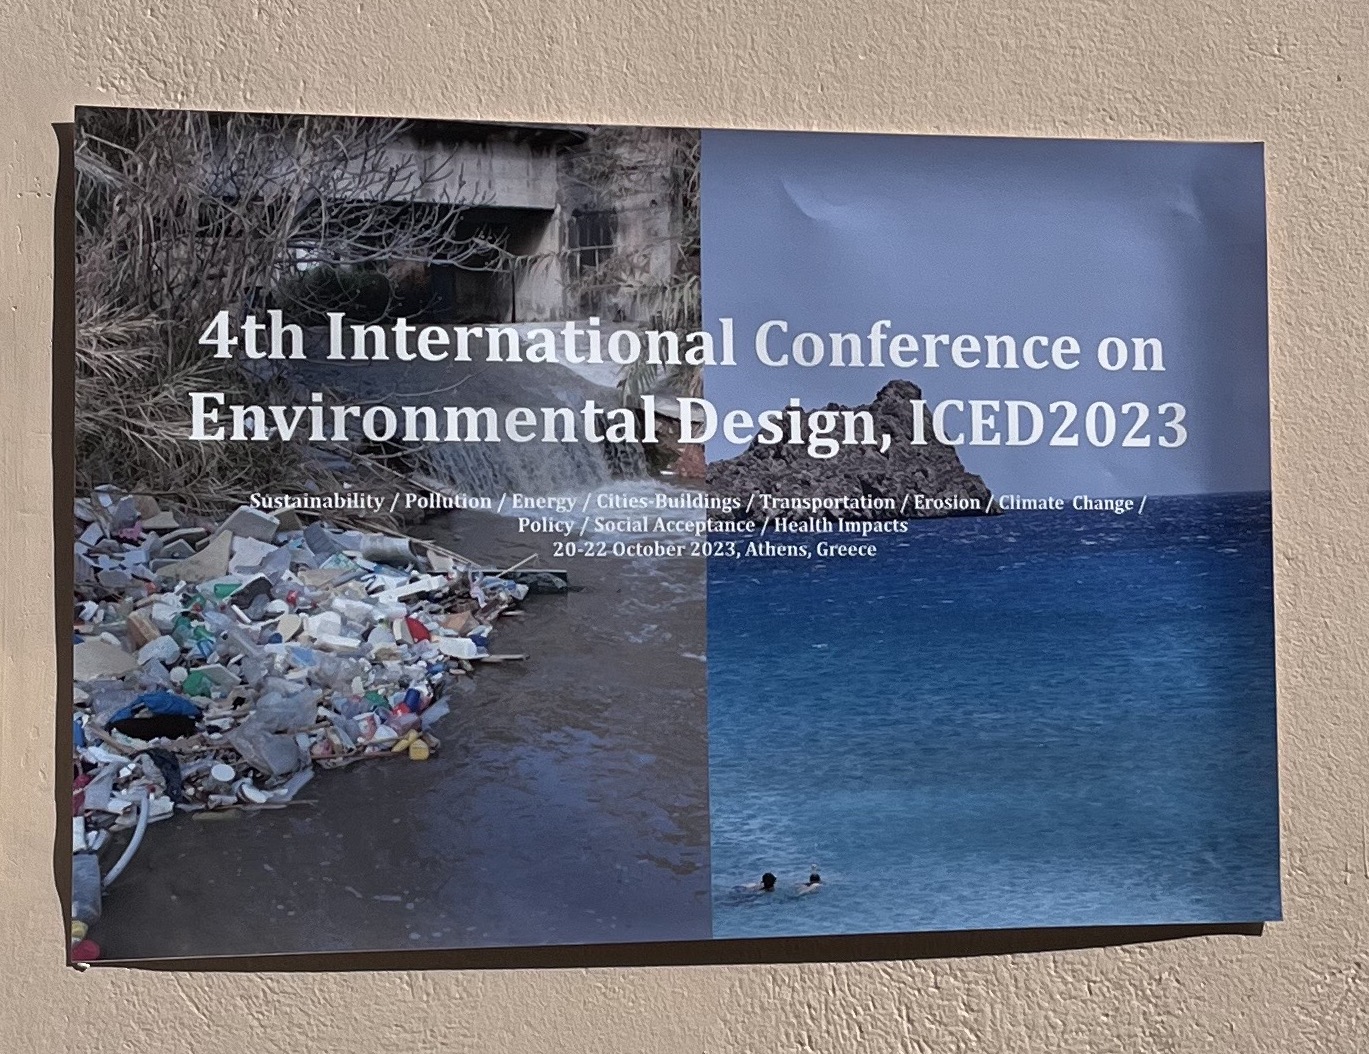 4th International Conference on
Environmental Design, ICED2023
Sustainability / Pollution / Energy / Cities-Buildings / Transportation / Erosion / Climate Change /
Policy / Social Acceptance / Health Impacts
20-22 October 2023, Athens, Greece